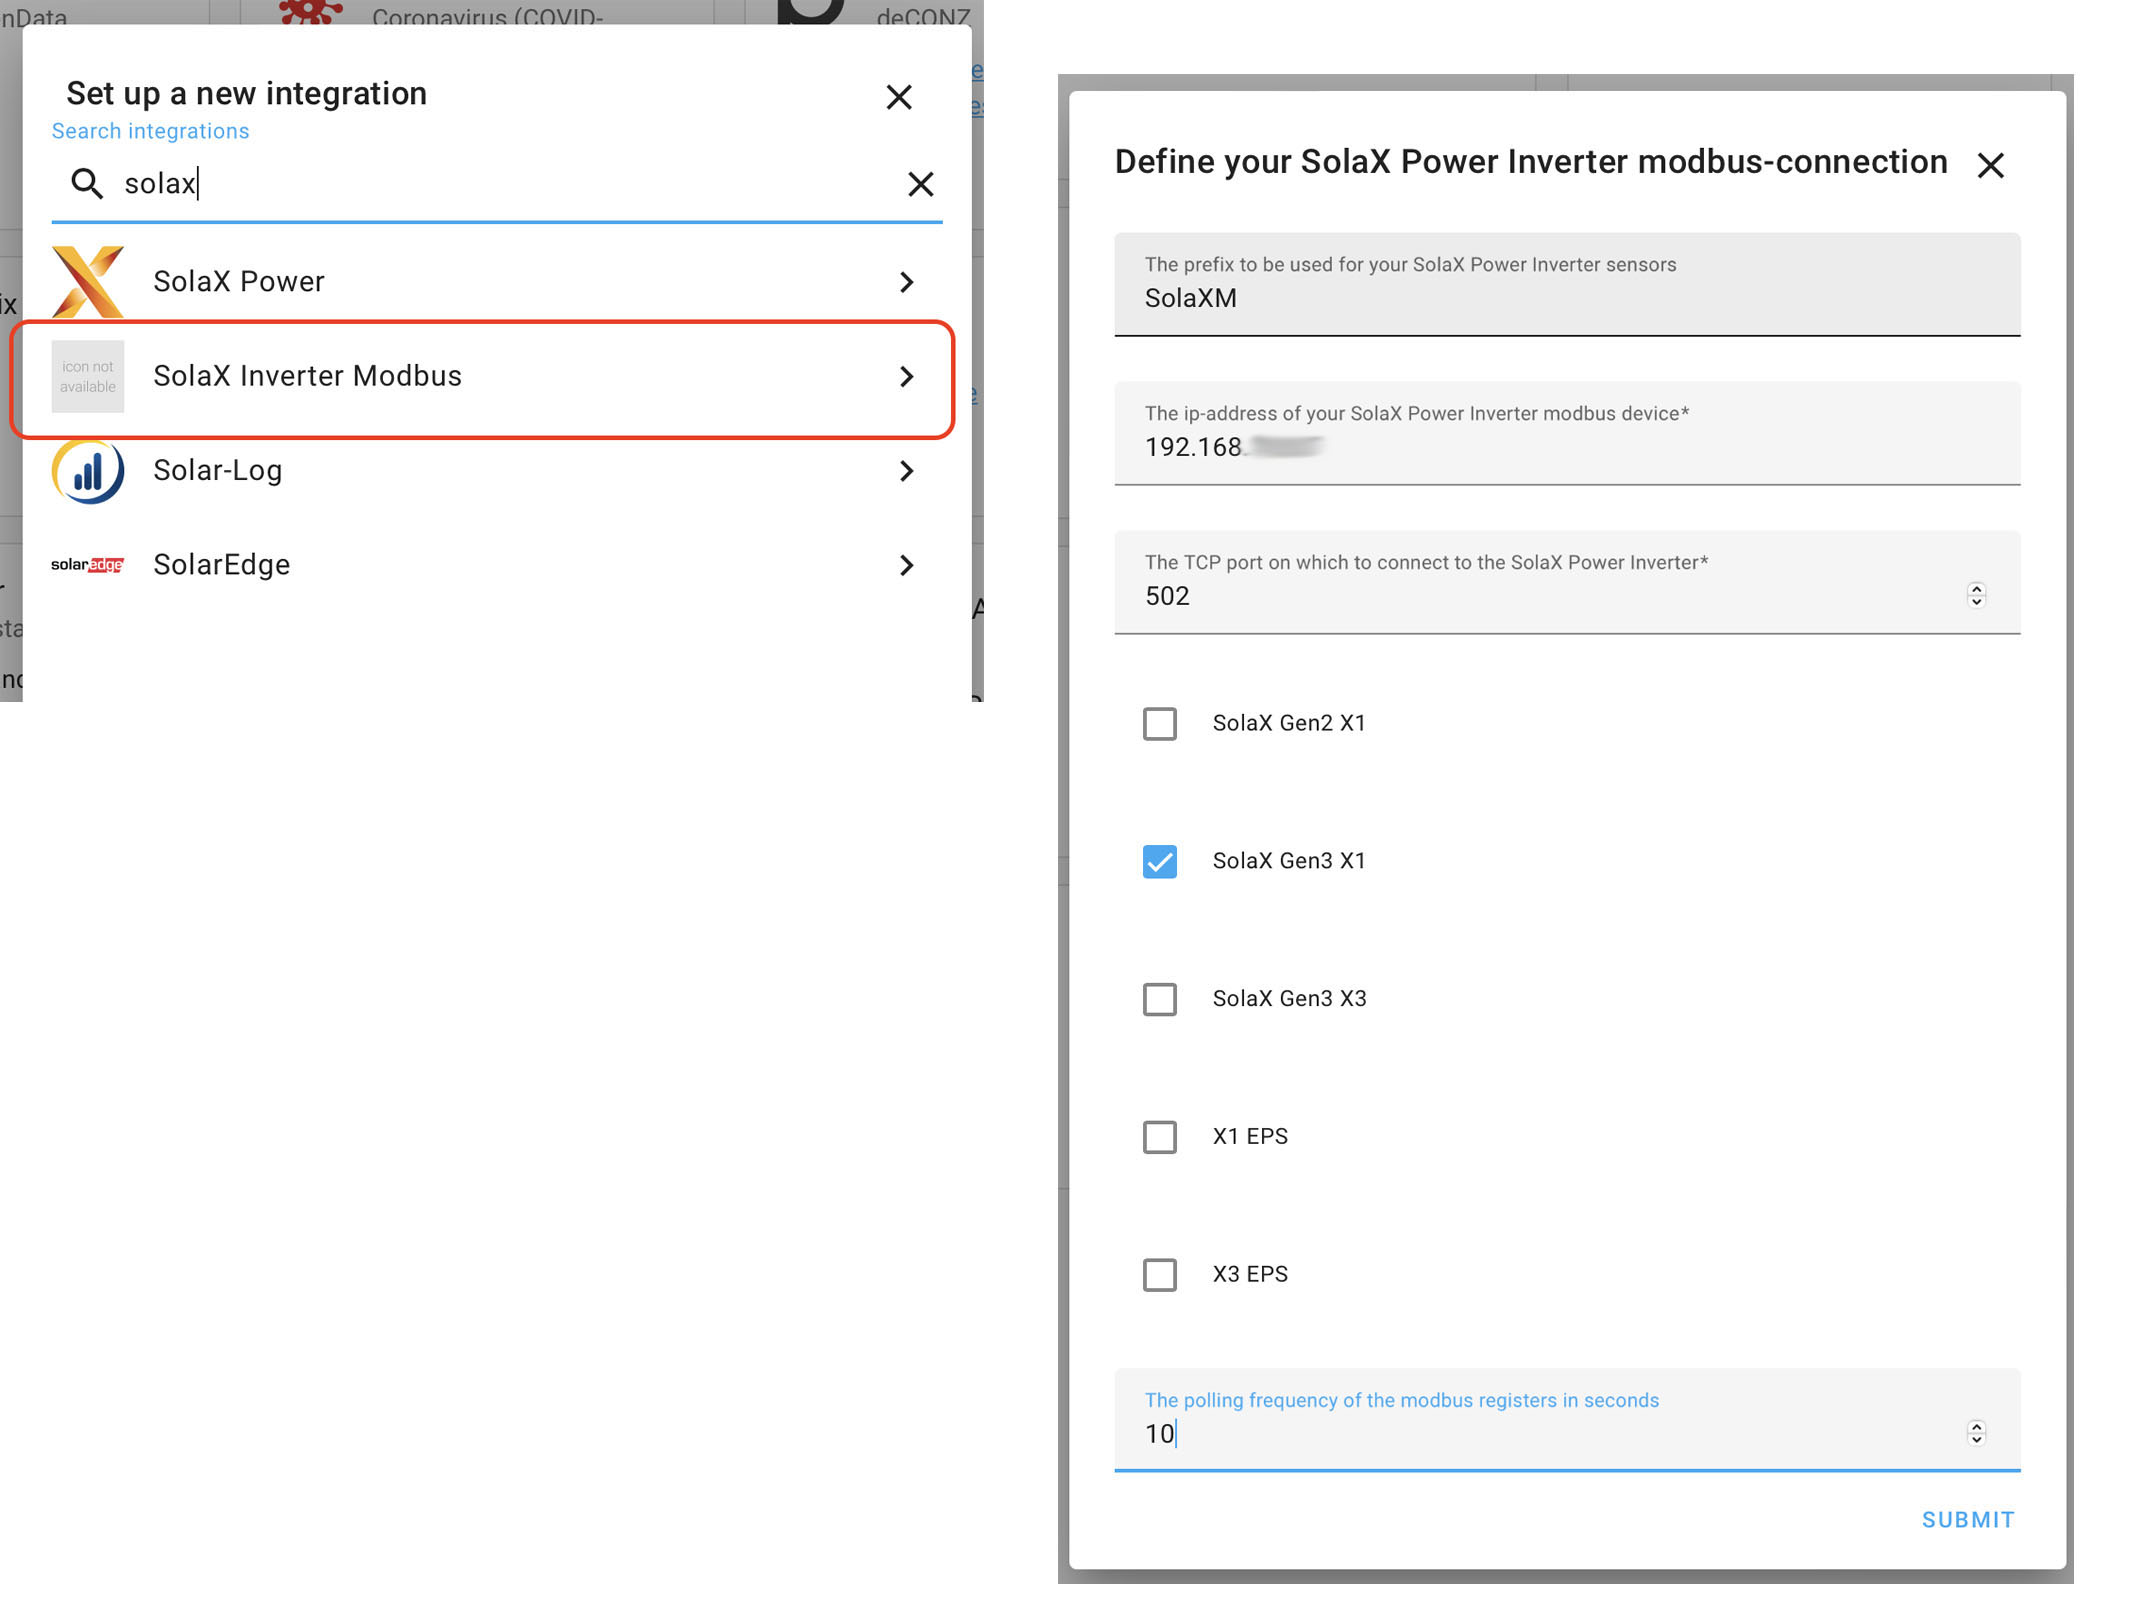 Coronavirus (COVID-
deCONZ
Set up a new integration
Search integrations
solax
SolaX Power
icon not
available
SolaX Inverter Modbus
Solar-Log
solaredge
SolarEdge
Define your SolaX Power Inverter modbus-connection
The prefix to be used for your SolaX Power Inverter sensors
SolaXM
The ip-address of your SolaX Power Inverter modbus device*
192.168.
The TCP port on which to connect to the SolaX Power Inverter*
502
SolaX Gen2 X1
SolaX Gen3 X1
SolaX Gen3 X3
X1 EPS
X3 EPS
The polling frequency of the modbus registers in seconds
10
SUBMIT